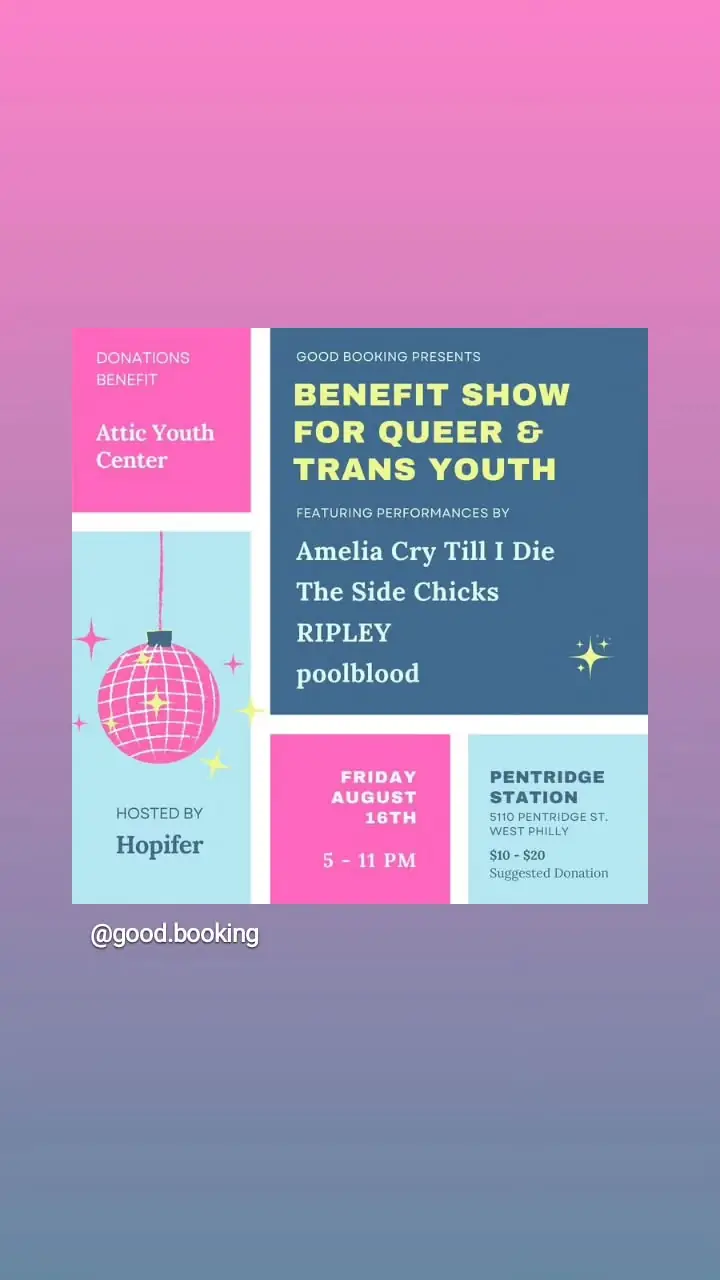 DONATIONS
BENEFIT
Attic Youth
Center
GOOD BOOKING PRESENTS
BENEFIT SHOW
FOR QUEER &
TRANS YOUTH
FEATURING PERFORMANCES BY
Amelia Cry Till I Die
The Side Chicks
RIPLEY
poolblood
HOSTED BY
Hopifer
FRIDAY
AUGUST
16TH
5 - 11 PM
PENTRIDGE
STATION
5110 PENTRIDGE ST.
WEST PHILLY
$10 - $20
Suggested Donation
@good.booking